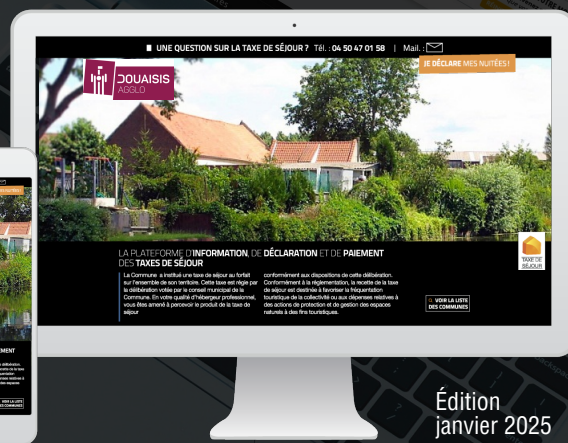 UNE QUESTION SUR LA TAXE DE SÉJOUR ? Tél. : 04 50 47 01 58 | Mail. :
JE DÉCLARE MES NUITÉES !
DOUAISIS
AGGLO
LA PLATEFORME D'INFORMATION, DE DÉCLARATION ET DE PAIEMENT
DES TAXES DE SÉJOUR
La Commune a institué une taxe de séjour au forfait
sur l'ensemble de son territoire. Cette taxe est régie par
la délibération votée par le conseil municipal de la
Commune. En votre qualité d'hébergeur professionnel,
vous êtes amené à percevoir le produit de la taxe de
séjour
conformément aux dispositions de cette délibération.
Conformément à la réglementation, la recette de la taxe
de séjour est destinée à favoriser la fréquentation
touristique de la collectivité ou aux dépenses relatives à
des actions de protection et de gestion des espaces
naturels à des fins touristiques.
TAXE DE
SÉJOUR
VOIR LA LISTE
DES COMMUNES
Édition
janvier 2025